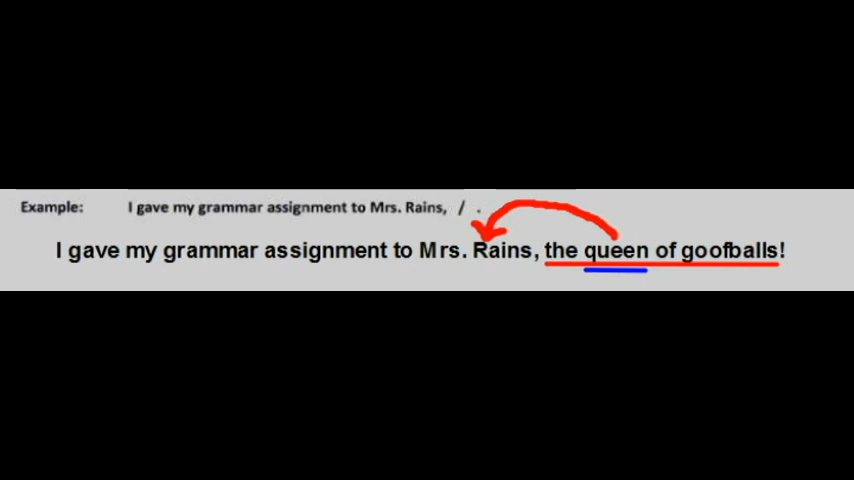 Example: I gave my grammar assignment to Mrs. Rains, / .
I gave my grammar assignment to Mrs. Rains, the queen of goofballs!